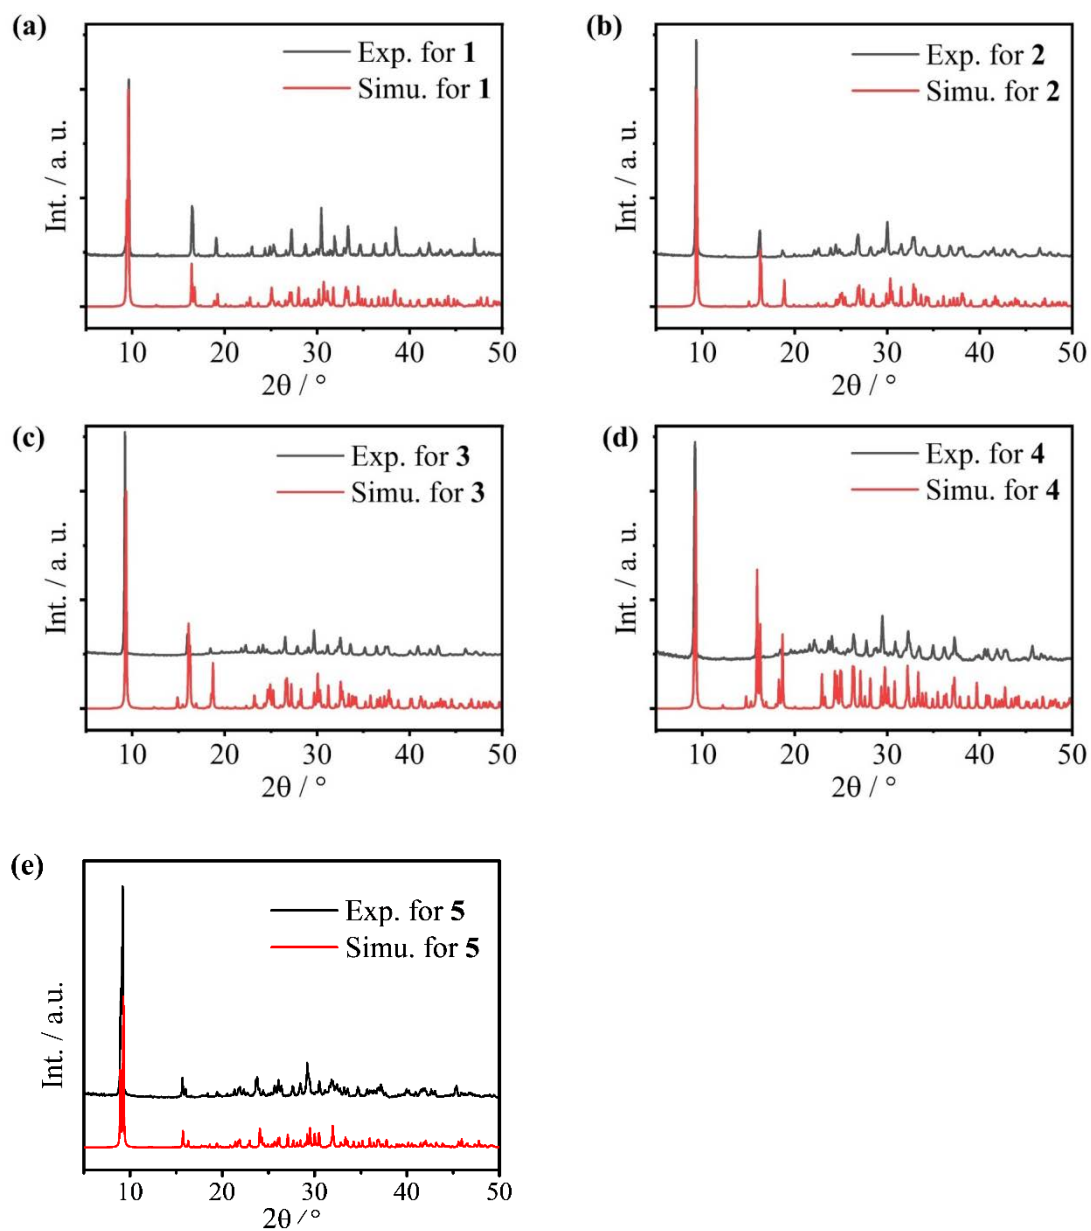 (a)
Exp. for 1
Simu. for 1
Int. / a. u.
10 20 30 40 50
2θ / °
(b)
Exp. for 2
Simu. for 2
Int. / a. u.
10 20 30 40 50
2θ / °
(c)
Exp. for 3
Simu. for 3
Int. / a. u.
10 20 30 40 50
2θ / °
(d)
Exp. for 4
Simu. for 4
Int. / a. u.
10 20 30 40 50
2θ / °
(e)
Exp. for 5
Simu. for 5
Int. / a.u.
10 20 30 40 50
2θ / °